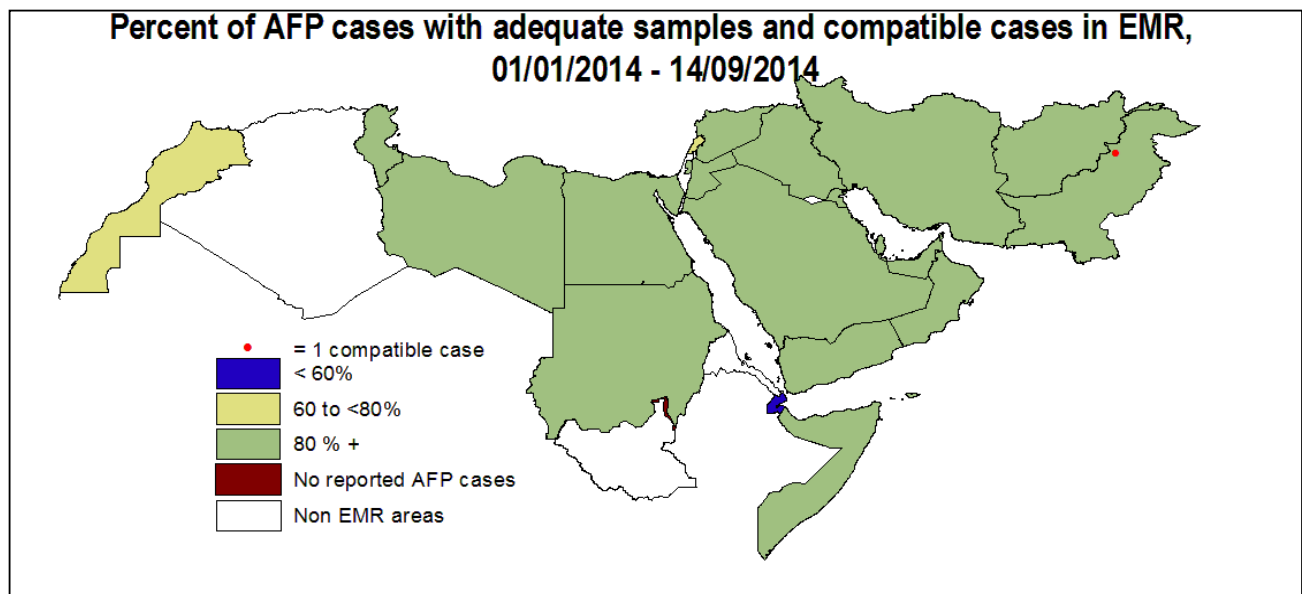 Percent of AFP cases with adequate samples and compatible cases in EMR,
01/01/2014 - 14/09/2014
= 1 compatible case
< 60%
60 to <80%
80 % +
No reported AFP cases
Non EMR areas